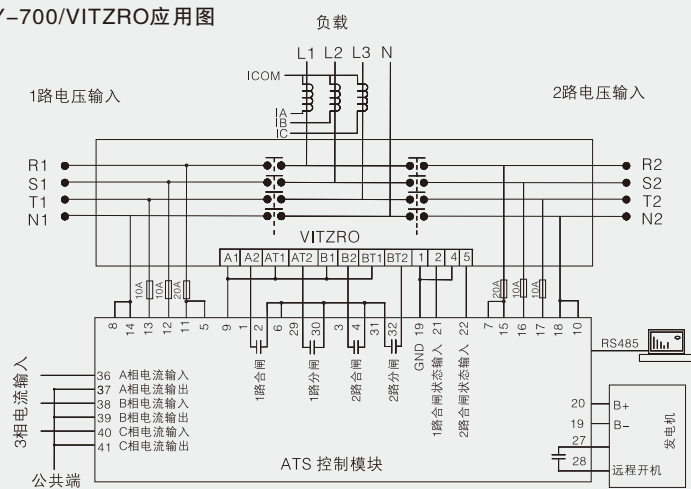 Y-700/VITZRO应用图
负载
L1 L2 L3 N
ICOM
1路电压输入
2路电压输入
IA
IB
IC
R1
S1
T1
N1
R2
S2
T2
N2
VITZRO
A1 A2 AT1 AT2 B1 B2 BT1 BT2 1 2 4 5
10A 10A 20A
20A 10A 10A
8 14 13 12 11 5 9 1 2 6 29 30 3 4 31 32 19 21 22 7 15 16 17 18 10
GND
1路合闸
1路分闸
2路合闸
2路分闸
1路合闸状态输入
2路合闸状态输入
RS485
3相电流输入
36 A相电流输入
37 A相电流输出
38 B相电流输入
39 B相电流输出
40 C相电流输入
41 C相电流输出
公共端
ATS 控制模块
20 B+
19 B-
27
28 远程开机
发电机